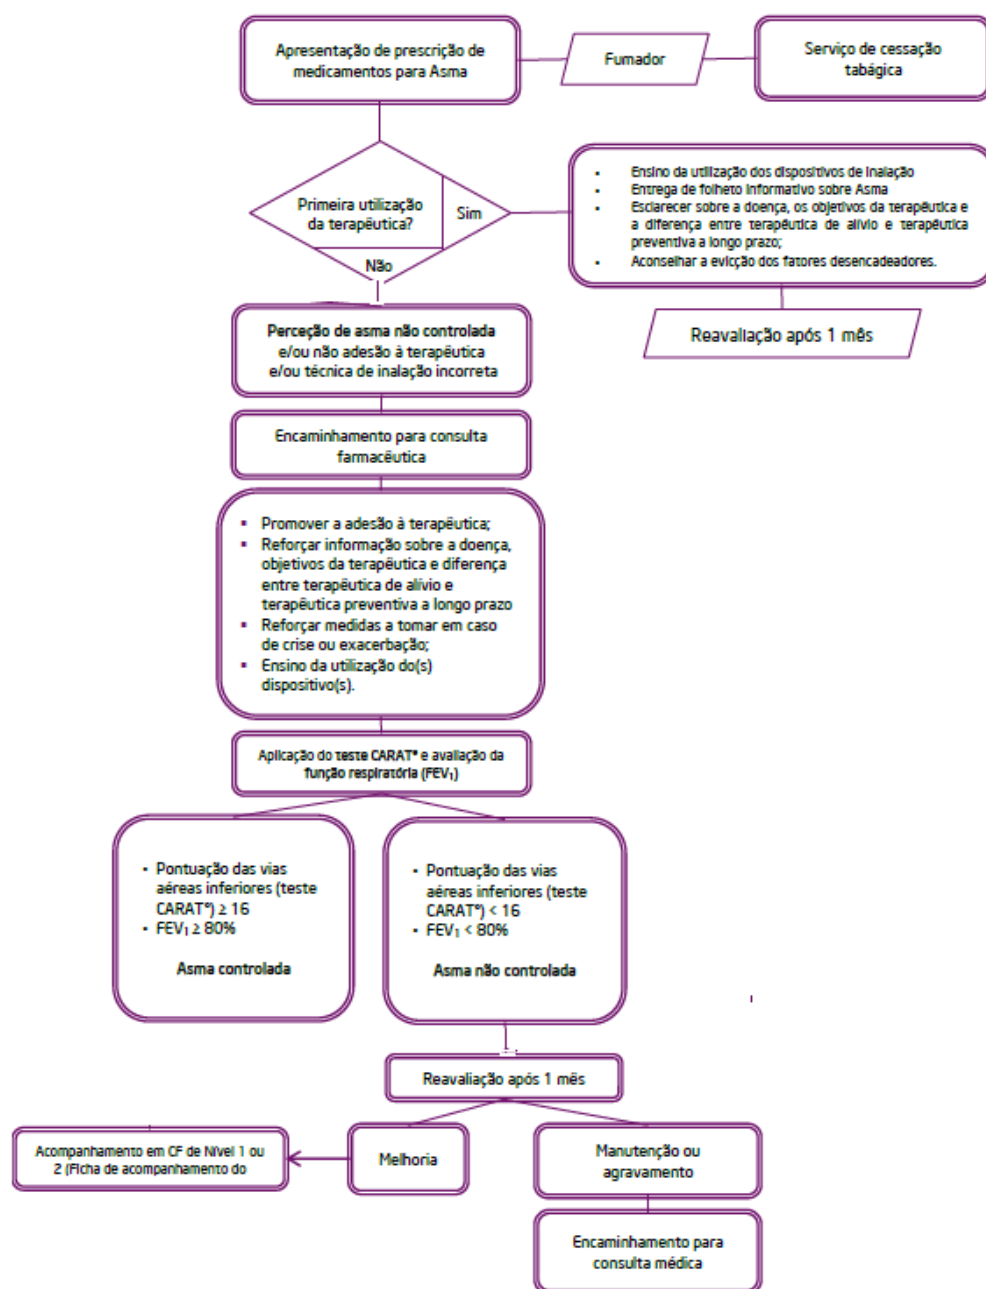 Apresentação de prescrição de
medicamentos para Asma
Fumador
Serviço de cessação
tabágica
Primeira utilização
da terapêutica?
Sim
Não
▪ Ensino da utilização dos dispositivos de inalação
▪ Entrega de folheto informativo sobre Asma
▪ Esclarecer sobre a doença, os objetivos da terapêutica e
a diferença entre terapêutica de alívio e terapêutica
preventiva a longo prazo;
▪ Aconselhar a evicção dos fatores desencadeadores.
Reavaliação após 1 mês
Perceção de asma não controlada
e/ou não adesão à terapêutica
e/ou técnica de inalação incorreta
Encaminhamento para consulta
farmacêutica
▪ Promover a adesão à terapêutica;
▪ Reforçar informação sobre a doença,
objetivos da terapêutica e diferença
entre terapêutica de alívio e
terapêutica preventiva a longo prazo
▪ Reforçar medidas a tomar em caso
de crise ou exacerbação;
▪ Ensino da utilização do(s)
dispositivo(s).
Aplicação do teste CARAT® e avaliação da
função respiratória (FEV₁)
• Pontuação das vias
aéreas inferiores (teste
CARAT®) ≥ 16
• FEV₁ ≥ 80%
Asma controlada
• Pontuação das vias
aéreas inferiores (teste
CARAT®) < 16
• FEV₁ < 80%
Asma não controlada
Reavaliação após 1 mês
Acompanhamento em CF de Nível 1 ou
2 (Ficha de acompanhamento do
Melhoria
Manutenção ou
agravamento
Encaminhamento para
consulta médica